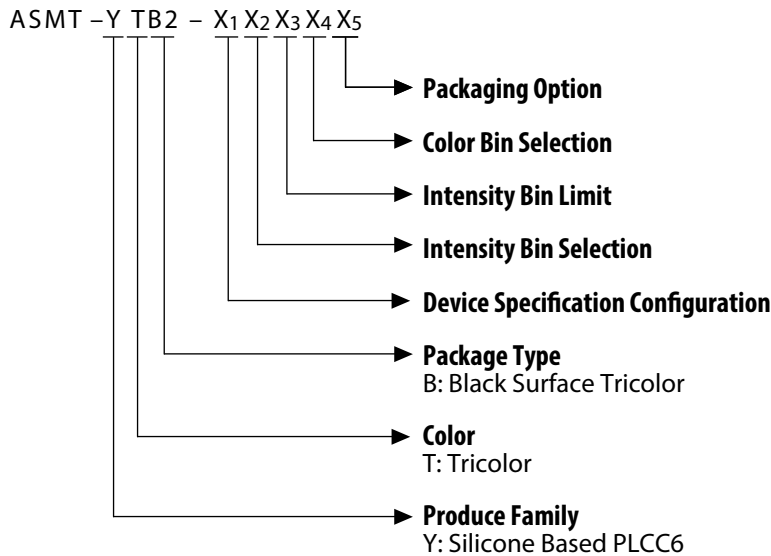 ASMT – Y T B 2 – X1 X2 X3 X4 X5
Packaging Option
Color Bin Selection
Intensity Bin Limit
Intensity Bin Selection
Device Specification Configuration
Package Type
B: Black Surface Tricolor
Color
T: Tricolor
Produce Family
Y: Silicone Based PLCC6